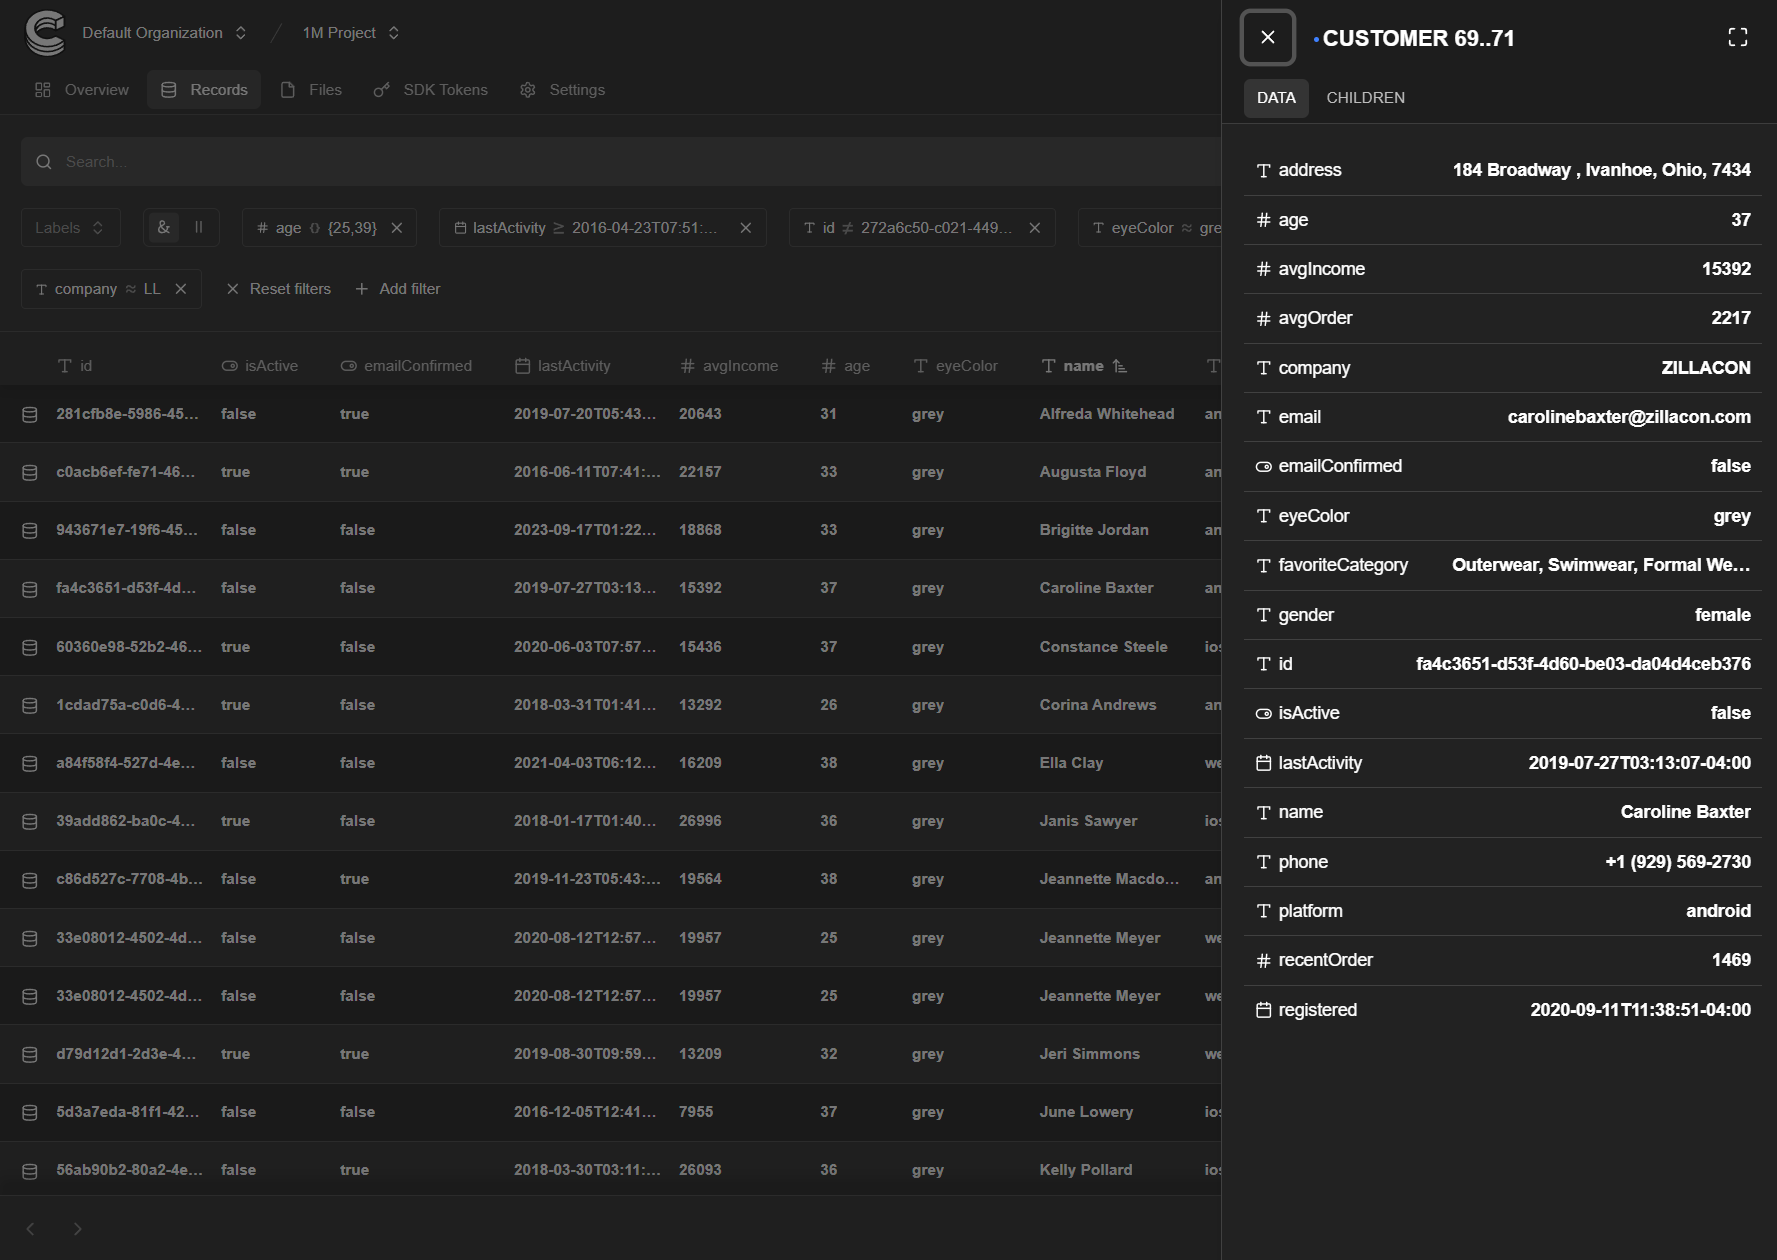 Default Organization / 1M Project
Overview Records Files SDK Tokens Settings
Search...
Labels & || # age {} {25,39} lastActivity ≥ 2016-04-23T07:51:... id ≠ 272a6c50-c021-449... eyeColor ≈ gre
company ≈ LL Reset filters + Add filter
id isActive emailConfirmed lastActivity # avgIncome # age eyeColor name
281cfb8e-5986-45... false true 2019-07-20T05:43... 20643 31 grey Alfreda Whitehead an
c0acb6ef-fe71-46... true true 2016-06-11T07:41:... 22157 33 grey Augusta Floyd an
943671e7-19f6-45... false false 2023-09-17T01:22... 18868 33 grey Brigitte Jordan an
fa4c3651-d53f-4d... false false 2019-07-27T03:13... 15392 37 grey Caroline Baxter an
60360e98-52b2-46... true false 2020-06-03T07:57... 15436 37 grey Constance Steele ios
1cdad75a-c0d6-4... true false 2018-03-31T01:41... 13292 26 grey Corina Andrews an
a84f58f4-527d-4e... false false 2021-04-03T06:12... 16209 38 grey Ella Clay we
39add862-ba0c-4... true false 2018-01-17T01:40... 26996 36 grey Janis Sawyer ios
c86d527c-7708-4b... false true 2019-11-23T05:43:... 19564 38 grey Jeannette Macdo... an
33e08012-4502-4d... false false 2020-08-12T12:57... 19957 25 grey Jeannette Meyer we
33e08012-4502-4d... false false 2020-08-12T12:57... 19957 25 grey Jeannette Meyer we
d79d12d1-2d3e-4... true true 2019-08-30T09:59... 13209 32 grey Jeri Simmons we
5d3a7eda-81f1-42... false false 2016-12-05T12:41... 7955 37 grey June Lowery ios
56ab90b2-80a2-4e... false true 2018-03-30T03:11:... 26093 36 grey Kelly Pollard ios
CUSTOMER 69..71
DATA CHILDREN
address 184 Broadway , Ivanhoe, Ohio, 7434
# age 37
# avgIncome 15392
# avgOrder 2217
company ZILLACON
email carolinebaxter@zillacon.com
emailConfirmed false
eyeColor grey
favoriteCategory Outerwear, Swimwear, Formal We...
gender female
id fa4c3651-d53f-4d60-be03-da04d4ceb376
isActive false
lastActivity 2019-07-27T03:13:07-04:00
name Caroline Baxter
phone +1 (929) 569-2730
platform android
# recentOrder 1469
registered 2020-09-11T11:38:51-04:00